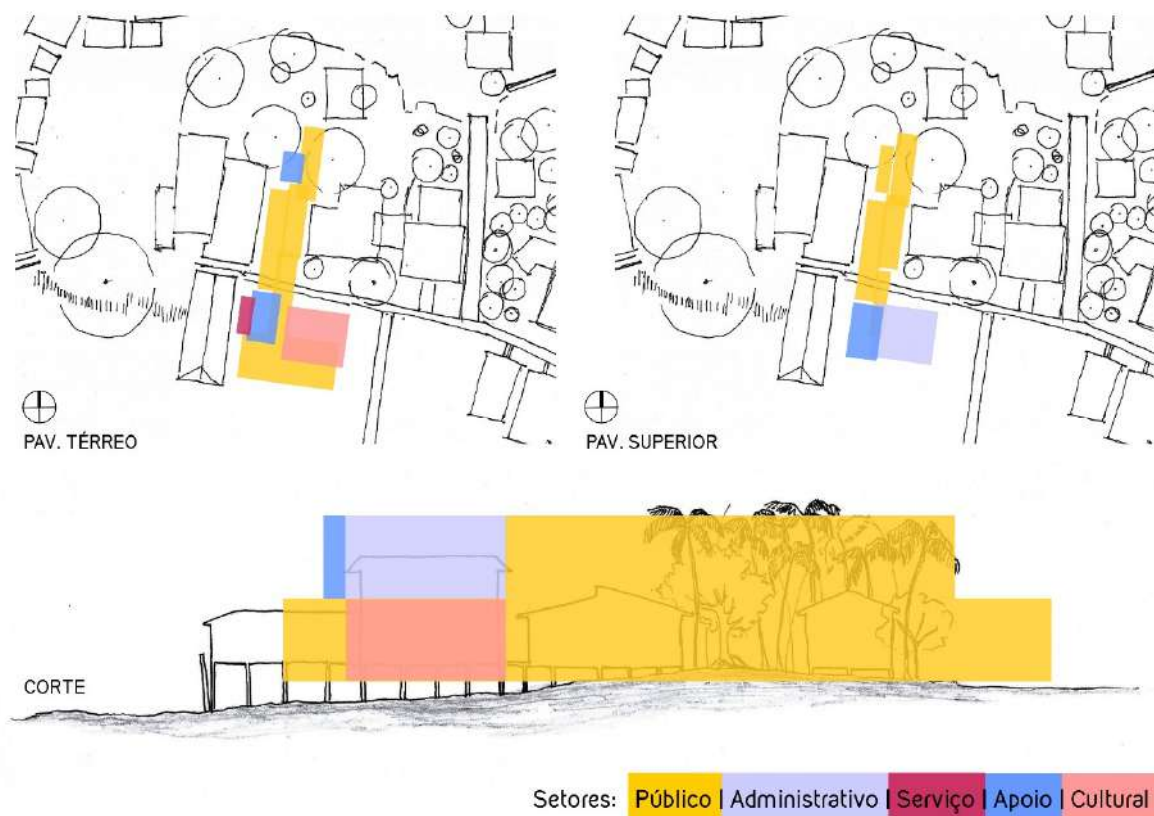 PAV. TÉRREO
PAV. SUPERIOR
CORTE
Setores: Público | Administrativo | Serviço | Apoio | Cultural